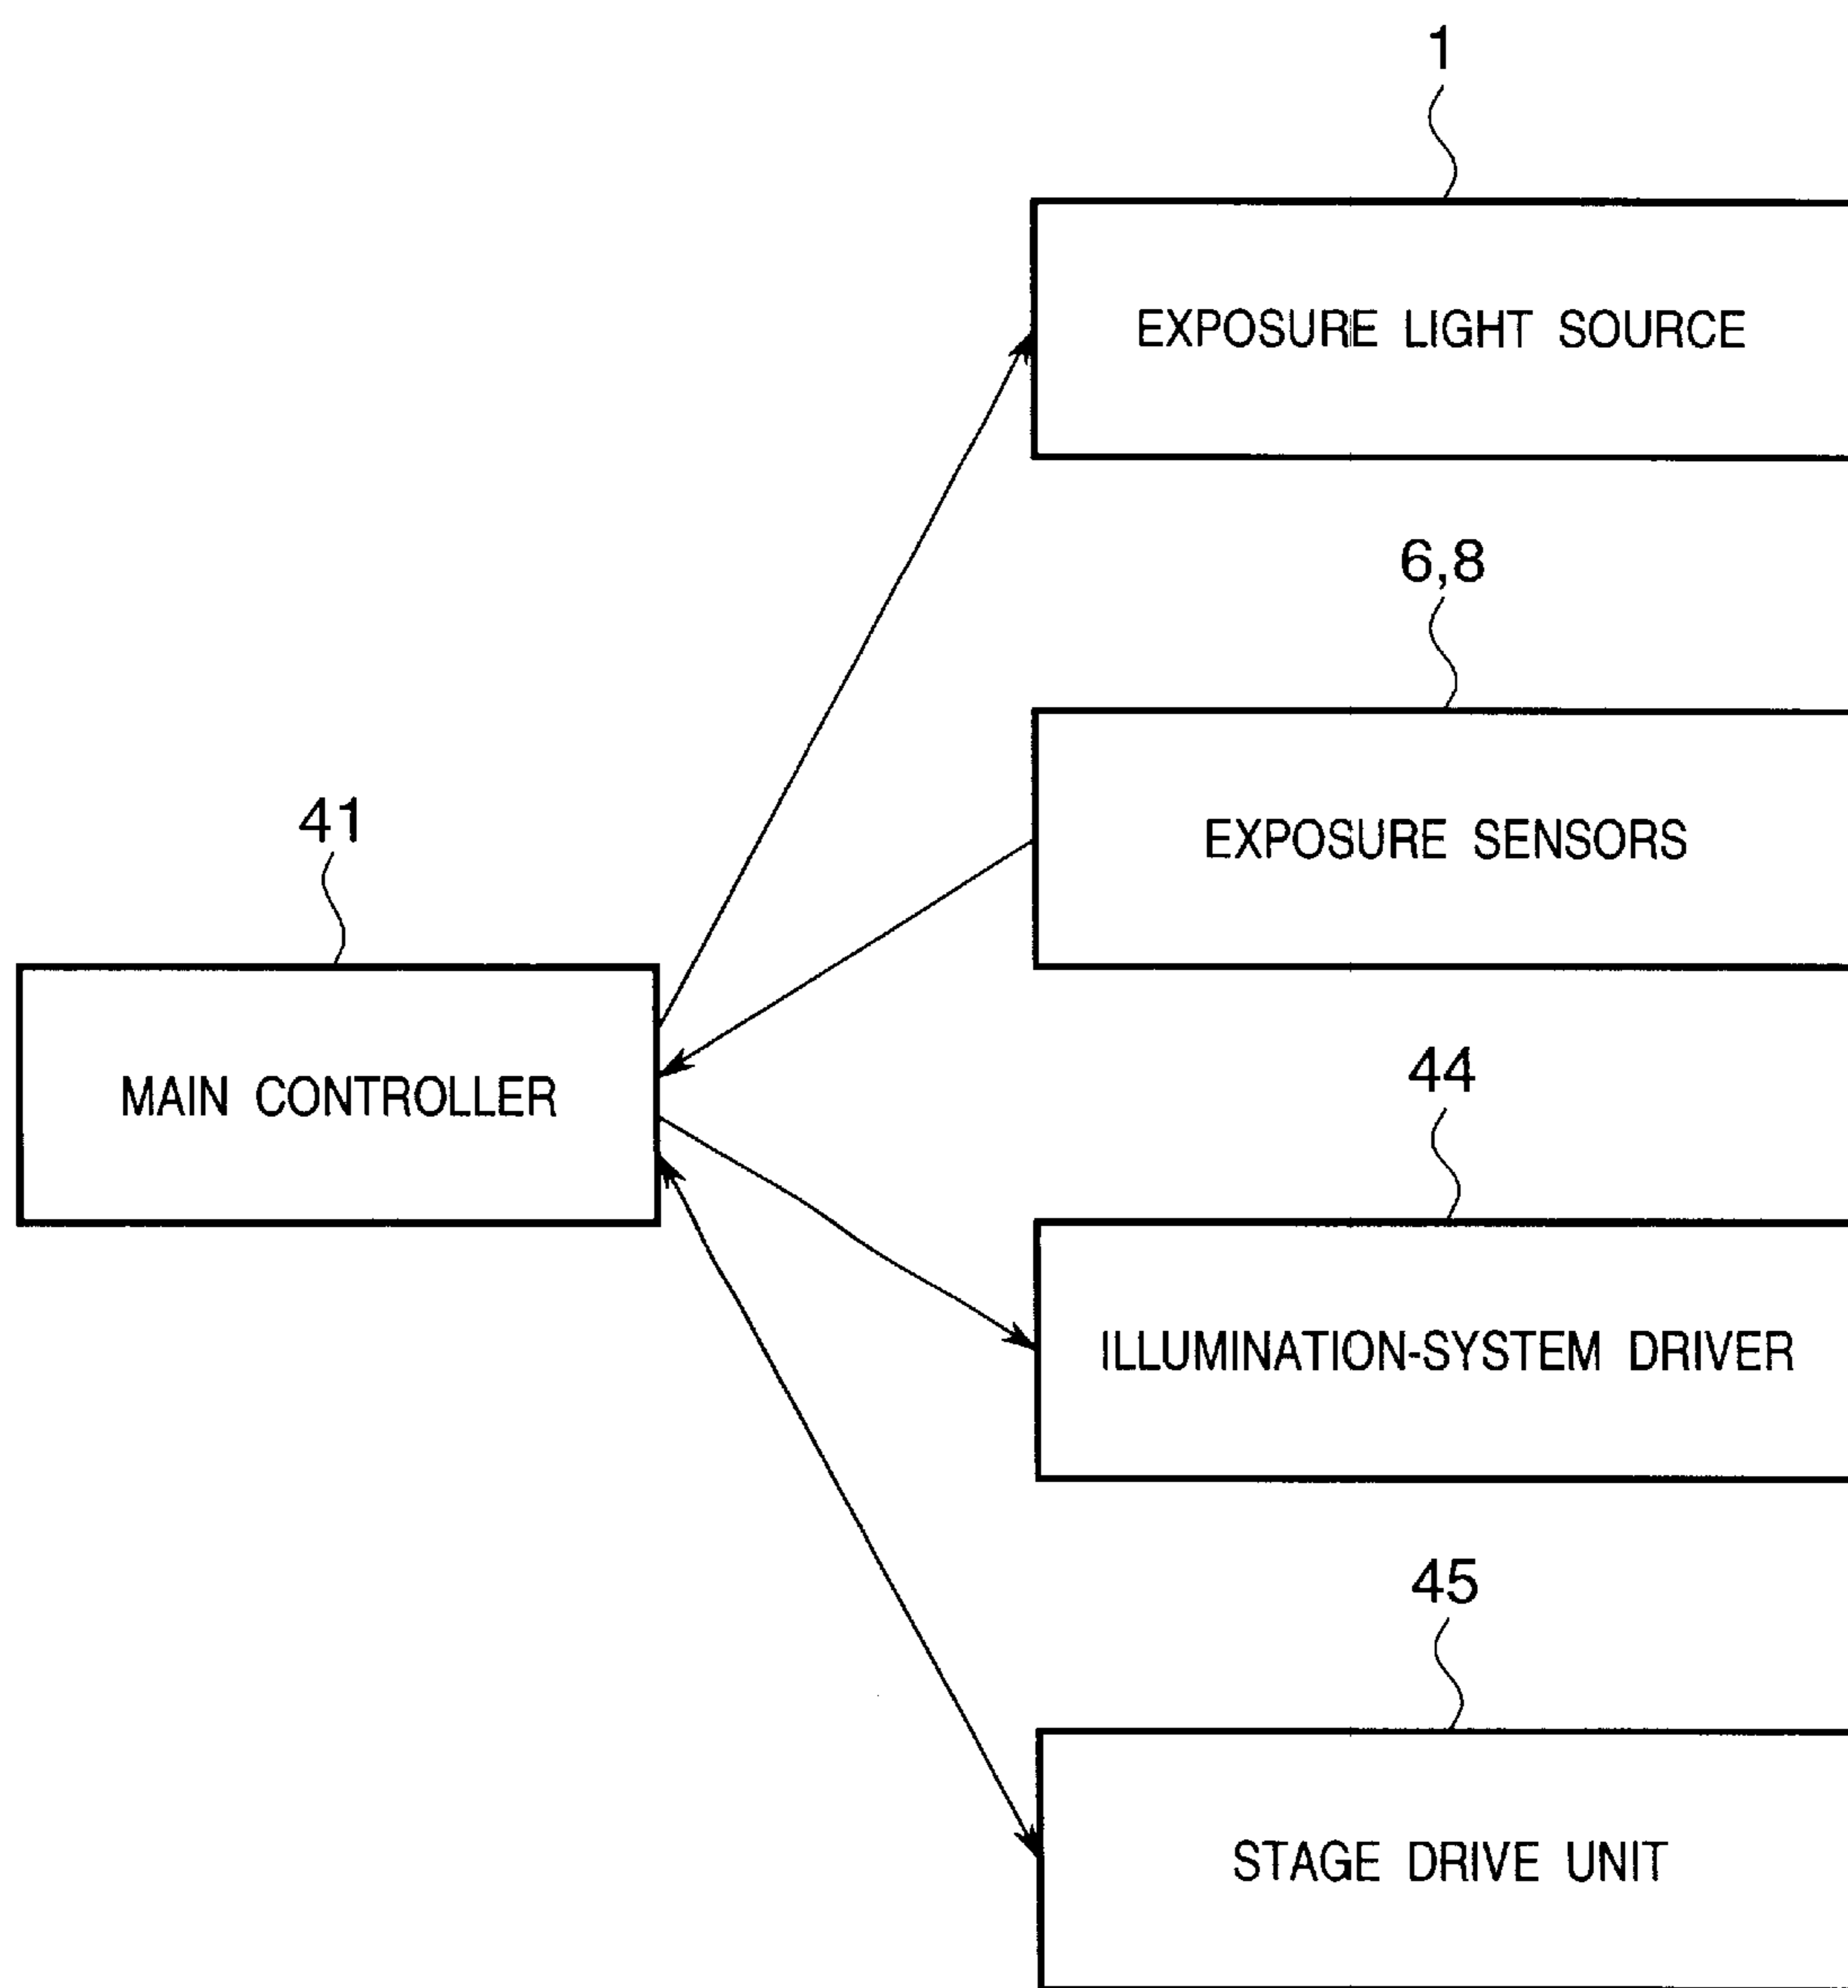 1
EXPOSURE LIGHT SOURCE
6,8
EXPOSURE SENSORS
41
MAIN CONTROLLER
44
ILLUMINATION-SYSTEM DRIVER
45
STAGE DRIVE UNIT